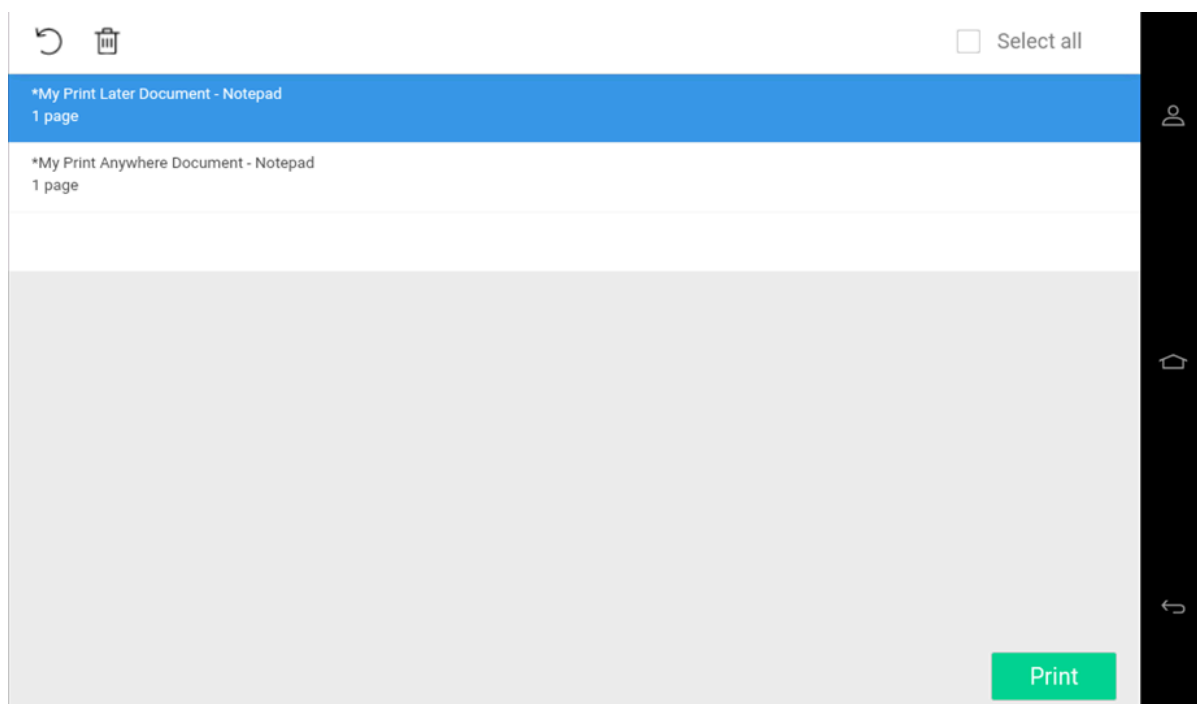 Select all
*My Print Later Document - Notepad
1 page
*My Print Anywhere Document - Notepad
1 page
Print